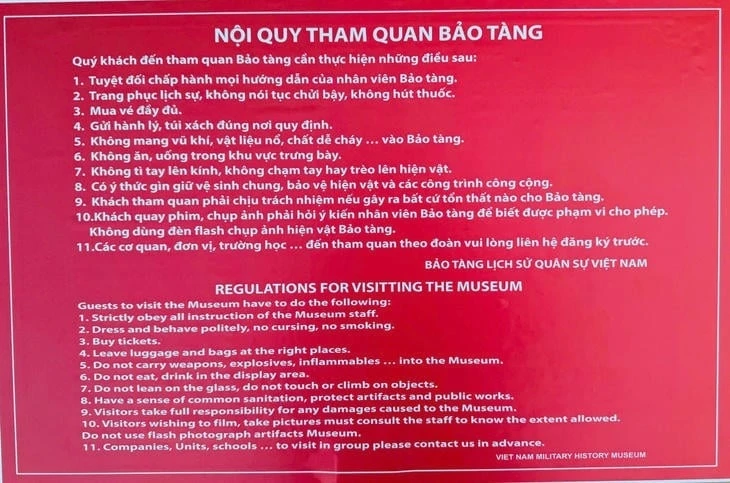 NỘI QUY THAM QUAN BẢO TÀNG
Quý khách đến tham quan Bảo tàng cần thực hiện những điều sau:
1. Tuyệt đối chấp hành mọi hướng dẫn của nhân viên Bảo tàng.
2. Trang phục lịch sự, không nói tục chửi bậy, không hút thuốc.
3. Mua vé đầy đủ.
4. Gửi hành lý, túi xách đúng nơi quy định.
5. Không mang vũ khí, vật liệu nổ, chất dễ cháy ... vào Bảo tàng.
6. Không ăn, uống trong khu vực trưng bày.
7. Không tì tay lên kính, không chạm tay hay trèo lên hiện vật.
8. Có ý thức gìn giữ vệ sinh chung, bảo vệ hiện vật và các công trình công cộng.
9. Khách tham quan phải chịu trách nhiệm nếu gây ra bất cứ tổn thất nào cho Bảo tàng.
10.Khách quay phim, chụp ảnh phải hỏi ý kiến nhân viên Bảo tàng để biết được phạm vi cho phép.
Không dùng đèn flash chụp ảnh hiện vật Bảo tàng.
11.Các cơ quan, đơn vị, trường học ... đến tham quan theo đoàn vui lòng liên hệ đăng ký trước.
BẢO TÀNG LỊCH SỬ QUÂN SỰ VIỆT NAM
REGULATIONS FOR VISITTING THE MUSEUM
Guests to visit the Museum have to do the following:
1. Strictly obey all instruction of the Museum staff.
2. Dress and behave politely, no cursing, no smoking.
3. Buy tickets.
4. Leave luggage and bags at the right places.
5. Do not carry weapons, explosives, inflammables ... into the Museum.
6. Do not eat, drink in the display area.
7. Do not lean on the glass, do not touch or climb on objects.
8. Have a sense of common sanitation, protect artifacts and public works.
9. Visitors take full responsibility for any damages caused to the Museum.
10. Visitors wishing to film, take pictures must consult the staff to know the extent allowed.
Do not use flash photograph artifacts Museum.
11. Companies, Units, schools ... to visit in group please contact us in advance.
VIET NAM MILITARY HISTORY MUSEUM